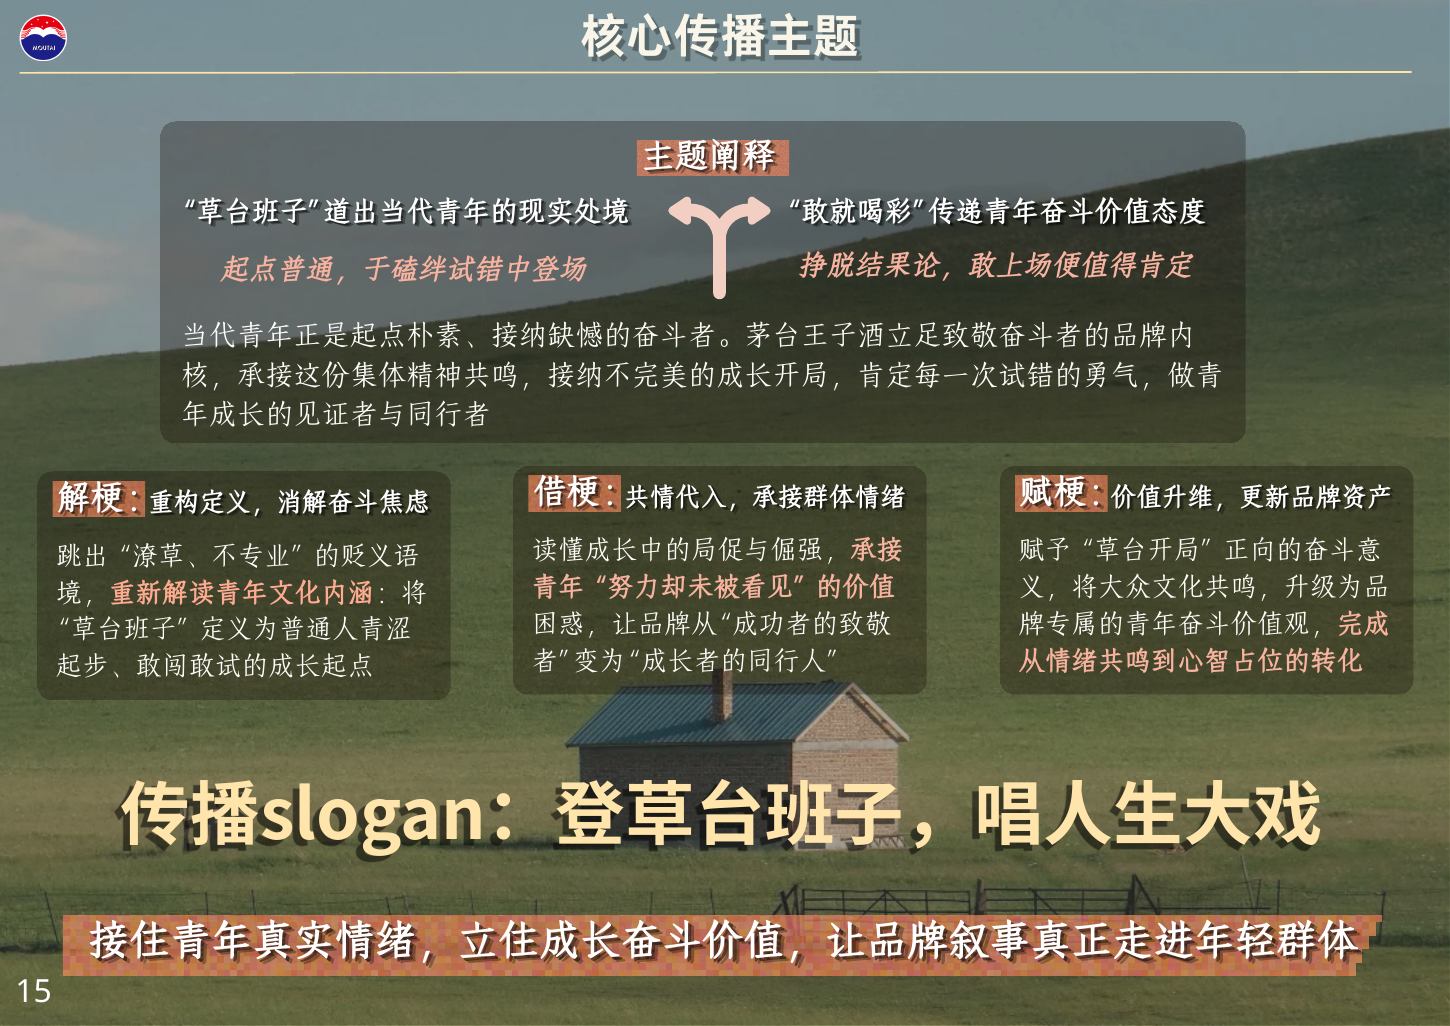 MOUTAI
核心传播主题
主题阐释
“草台班子”道出当代青年的现实处境
“敢就喝彩”传递青年奋斗价值态度
起点普通，于磕绊试错中登场
挣脱结果论，敢上场便值得肯定
当代青年正是起点朴素、接纳缺憾的奋斗者。茅台王子酒立足致敬奋斗者的品牌内
核，承接这份集体精神共鸣，接纳不完美的成长开局，肯定每一次试错的勇气，做青
年成长的见证者与同行者
解梗：重构定义，消解奋斗焦虑
跳出“潦草、不专业”的贬义语
境，重新解读青年文化内涵：将
“草台班子”定义为普通人青涩
起步、敢闯敢试的成长起点
借梗：共情代入，承接群体情绪
读懂成长中的局促与倔强，承接
青年“努力却未被看见”的价值
困惑，让品牌从“成功者的致敬
者”变为“成长者的同行人”
赋梗：价值升维，更新品牌资产
赋予“草台开局”正向的奋斗意
义，将大众文化共鸣，升级为品
牌专属的青年奋斗价值观，完成
从情绪共鸣到心智占位的转化
传播slogan：登草台班子，唱人生大戏
接住青年真实情绪，立住成长奋斗价值，让品牌叙事真正走进年轻群体
15